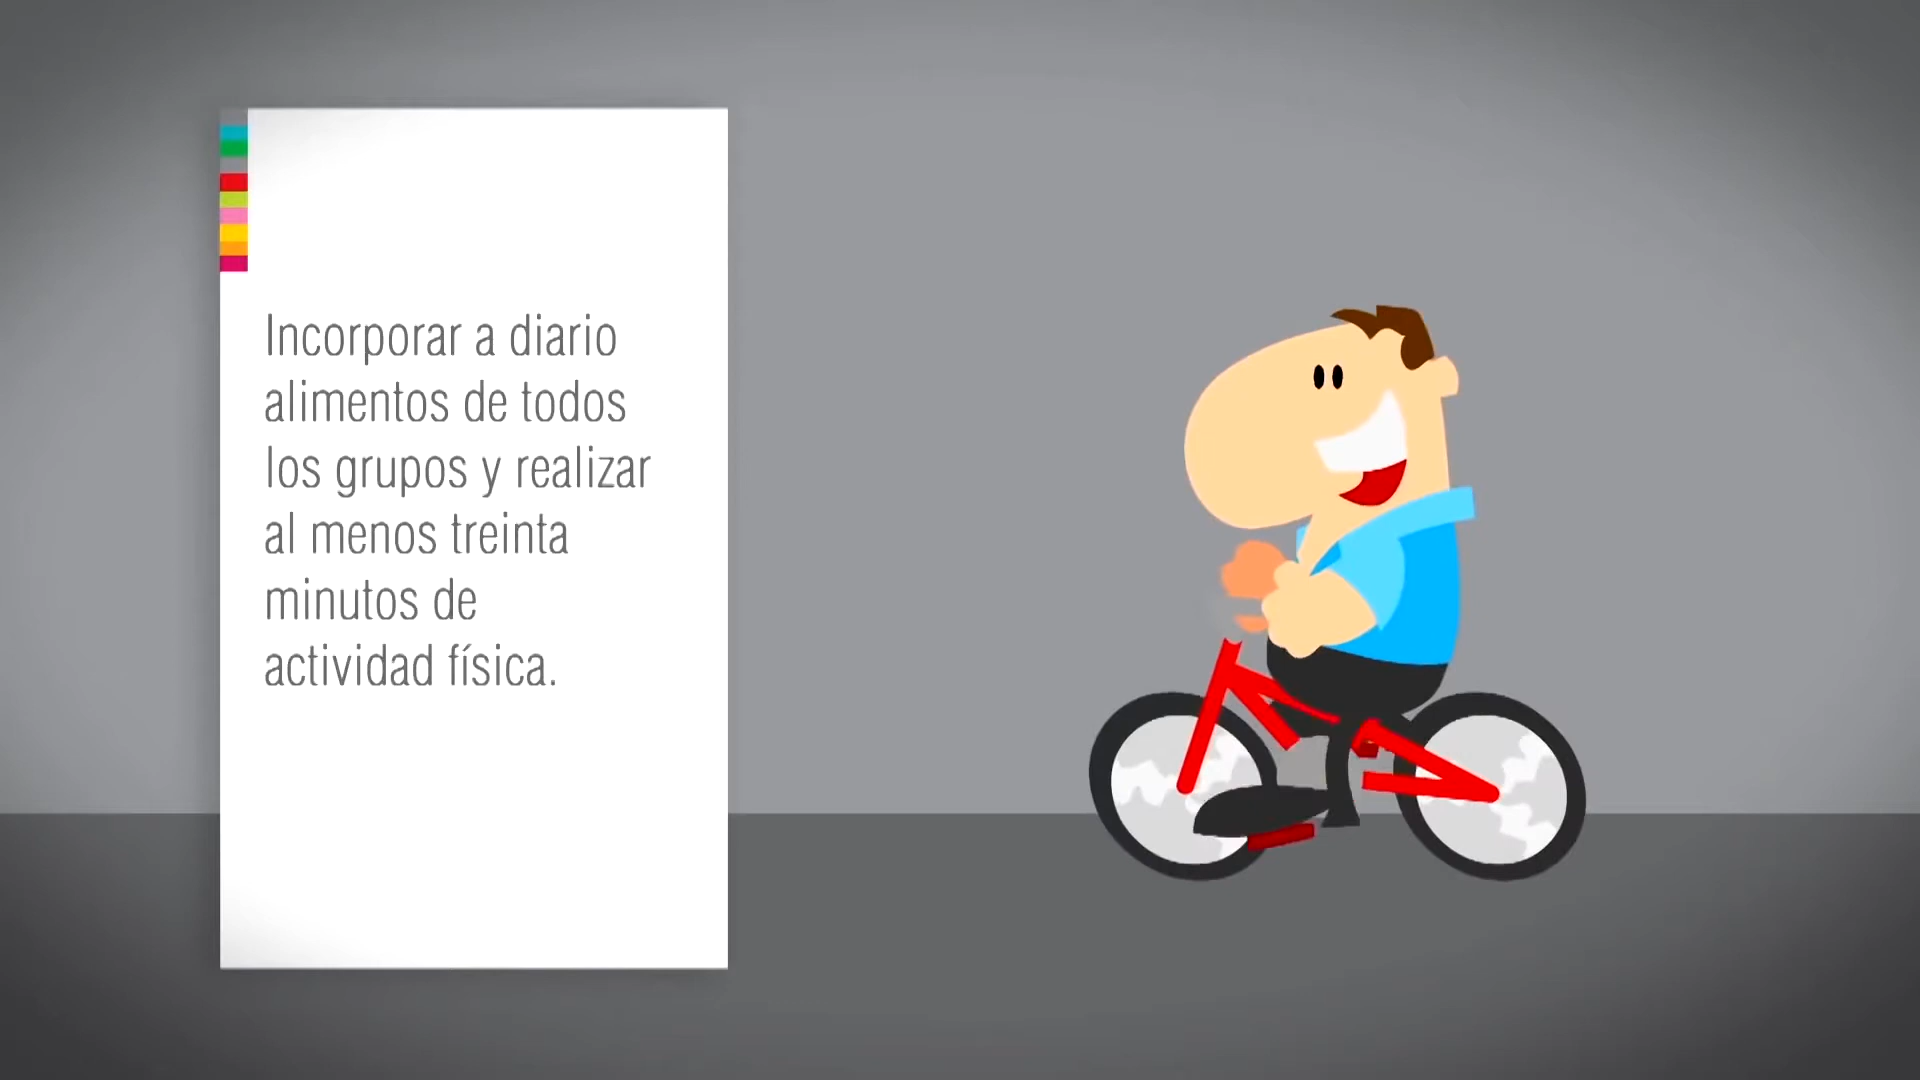 Incorporar a diario
alimentos de todos
los grupos y realizar
al menos treinta
minutos de
actividad física.